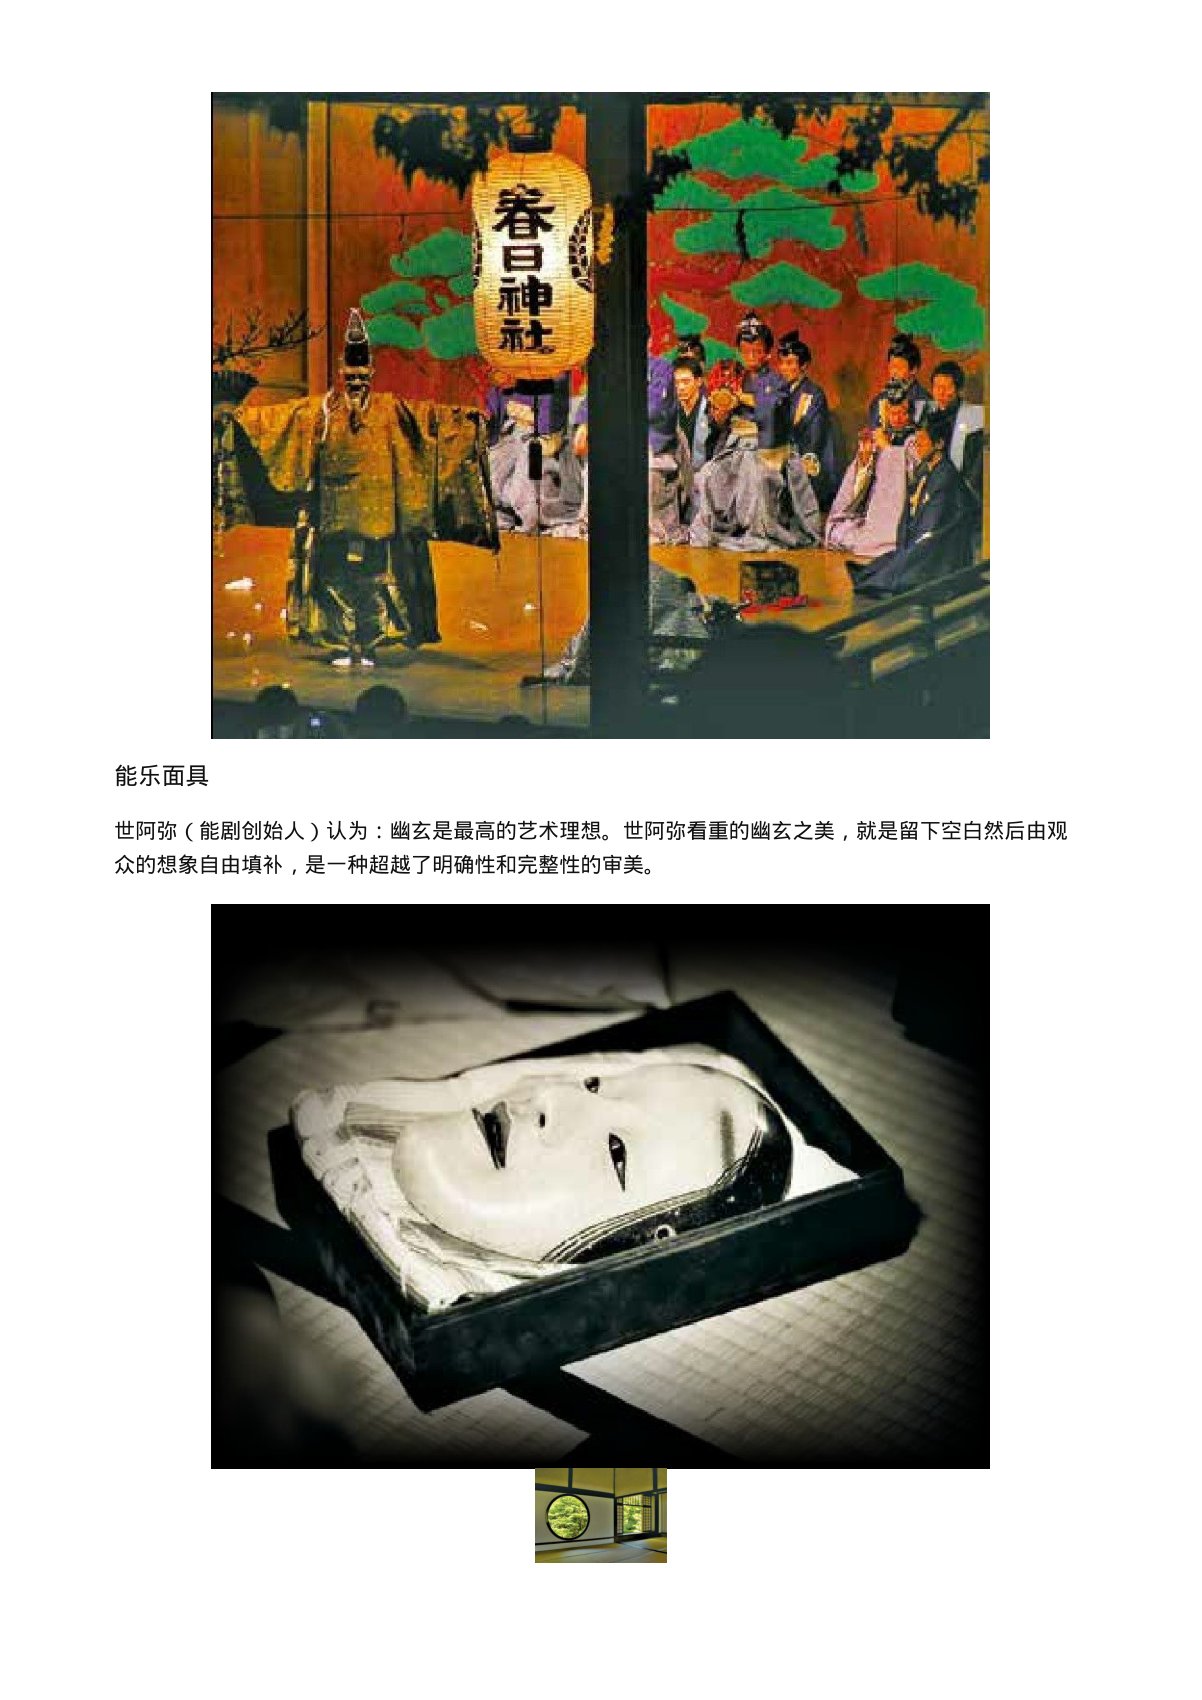 春日神社
能乐面具
世阿弥（能剧创始人）认为：幽玄是最高的艺术理想。世阿弥看重的幽玄之美，就是留下空白然后由观
众的想象自由填补，是一种超越了明确性和完整性的审美。